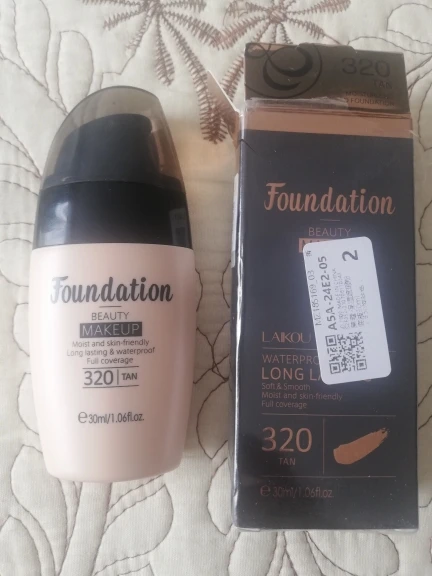 Foundation
BEAUTY
MAKEUP
Moist and skin-friendly
Long lasting & waterproof
Full coverage
320 TAN
℮30ml/1.06fl.oz.
320
TAN
Foundation
BEAUTY
2
A5A-24E2-05
LAIKOU
WATERPRO
LONG LA
Soft & Smooth
Moist and skin-friendly
Full coverage
320
TAN
℮30ml/1.06fl.oz